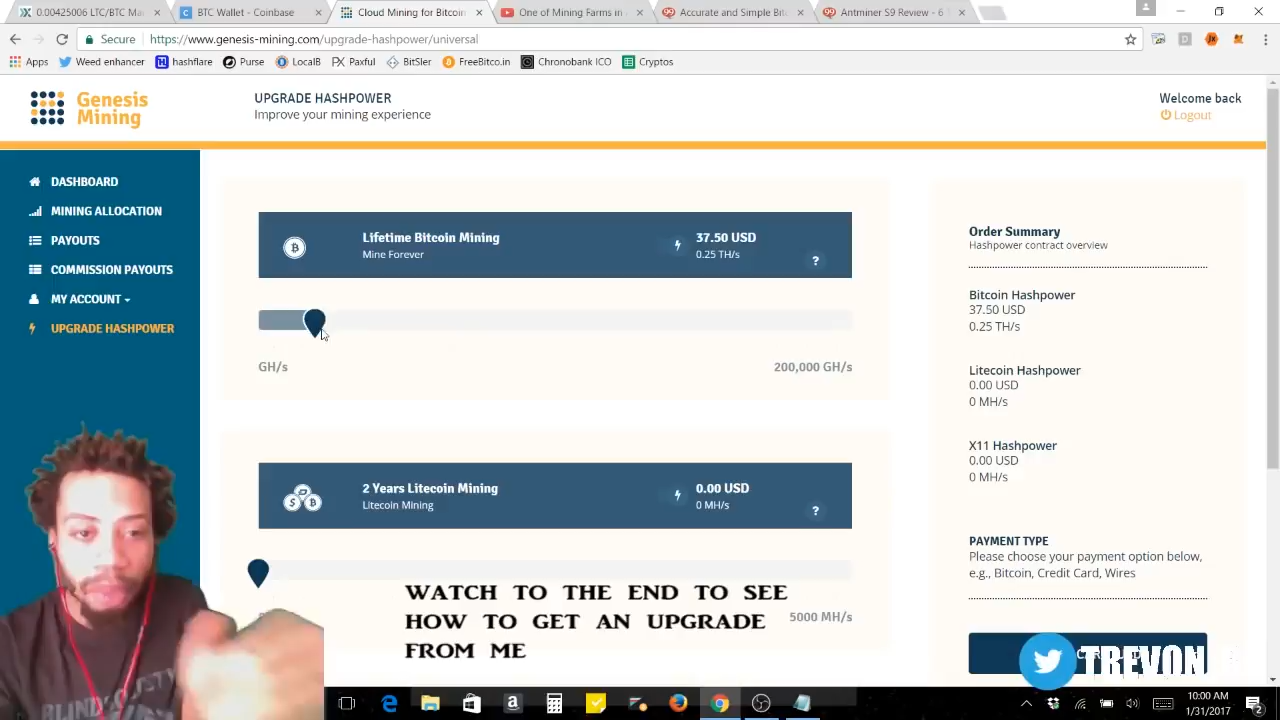 0.00425006 LTC/BTC Mar
BTC Wallet - Coinbase
Cloud Mining for Bitcoin
One of Mining Farms in
Accurate and Simple Bit
Antminer S9 Review - 6
Secure
https://www.genesis-mining.com/upgrade-hashpower/universal
Apps
Weed enhancer
hashflare
Purse
LocalB
Paxful
BitSler
FreeBitco.in
Chronobank ICO
Cryptos
Genesis
Mining
UPGRADE HASHPOWER
Improve your mining experience
Welcome back
Logout
DASHBOARD
MINING ALLOCATION
PAYOUTS
COMMISSION PAYOUTS
MY ACCOUNT
UPGRADE HASHPOWER
Lifetime Bitcoin Mining
Mine Forever
37.50 USD
0.25 TH/s
?
GH/s
200,000 GH/s
2 Years Litecoin Mining
Litecoin Mining
0.00 USD
0 MH/s
?
5000 MH/s
Order Summary
Hashpower contract overview
Bitcoin Hashpower
37.50 USD
0.25 TH/s
Litecoin Hashpower
0.00 USD
0 MH/s
X11 Hashpower
0.00 USD
0 MH/s
PAYMENT TYPE
Please choose your payment option below,
e.g., Bitcoin, Credit Card, Wires
WATCH TO THE END TO SEE
HOW TO GET AN UPGRADE
FROM ME
TREVON
10:00 AM
1/31/2017